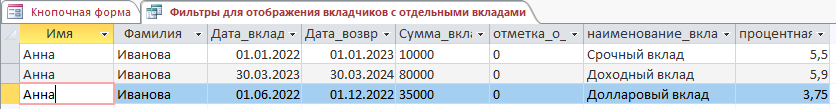 Кнопочная форма Фильтры для отображения вкладчиков с отдельными вкладами
Имя Фамилия Дата_вклад Дата_возвр Сумма_вкла отметка_о_ наименование_вкла процентная
Анна Иванова 01.01.2022 01.01.2023 10000 0 Срочный вклад 5,5
Анна Иванова 30.03.2023 30.03.2024 80000 0 Доходный вклад 5,9
Анна Иванова 01.06.2022 01.12.2022 35000 0 Долларовый вклад 3,75